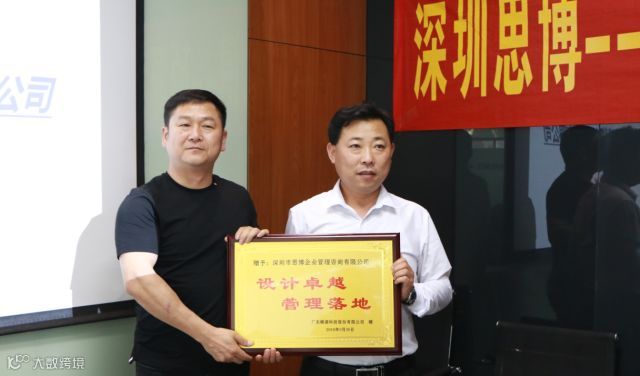 深圳思博--
公司
赠予：深圳市思博企业管理咨询有限公司
设计卓越
管理落地
大数跨境